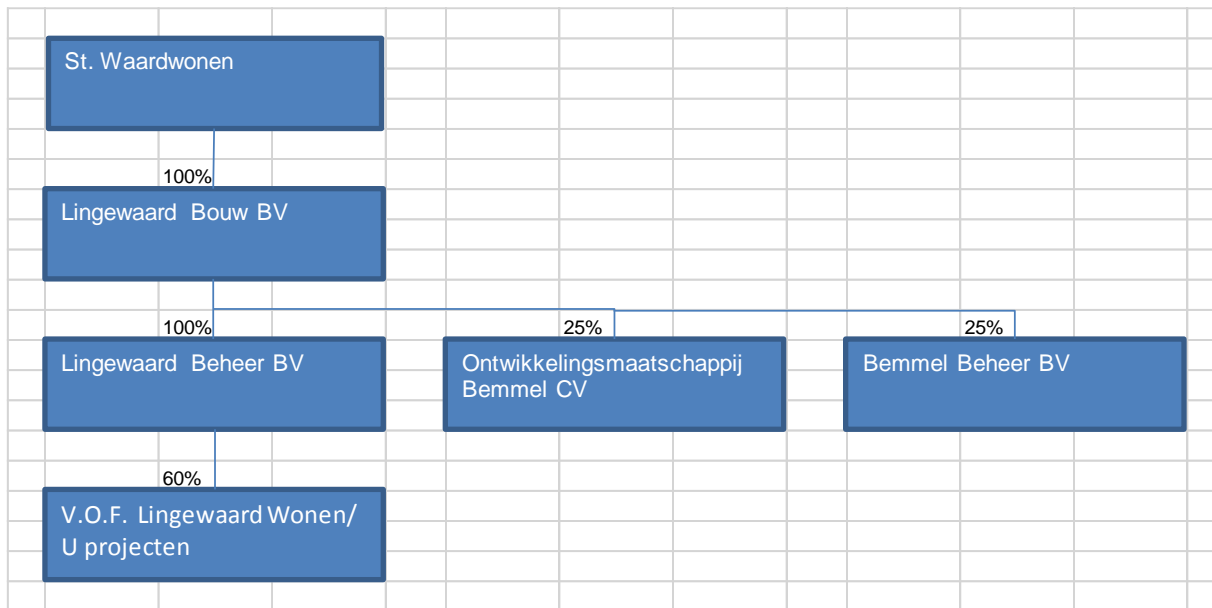 St. Waardwonen
100%
Lingewaard Bouw BV
100%
25%
25%
Lingewaard Beheer BV
Ontwikkelingsmaatschappij
Bemmel CV
Bemmel Beheer BV
60%
V.O.F. Lingewaard Wonen/
U projecten